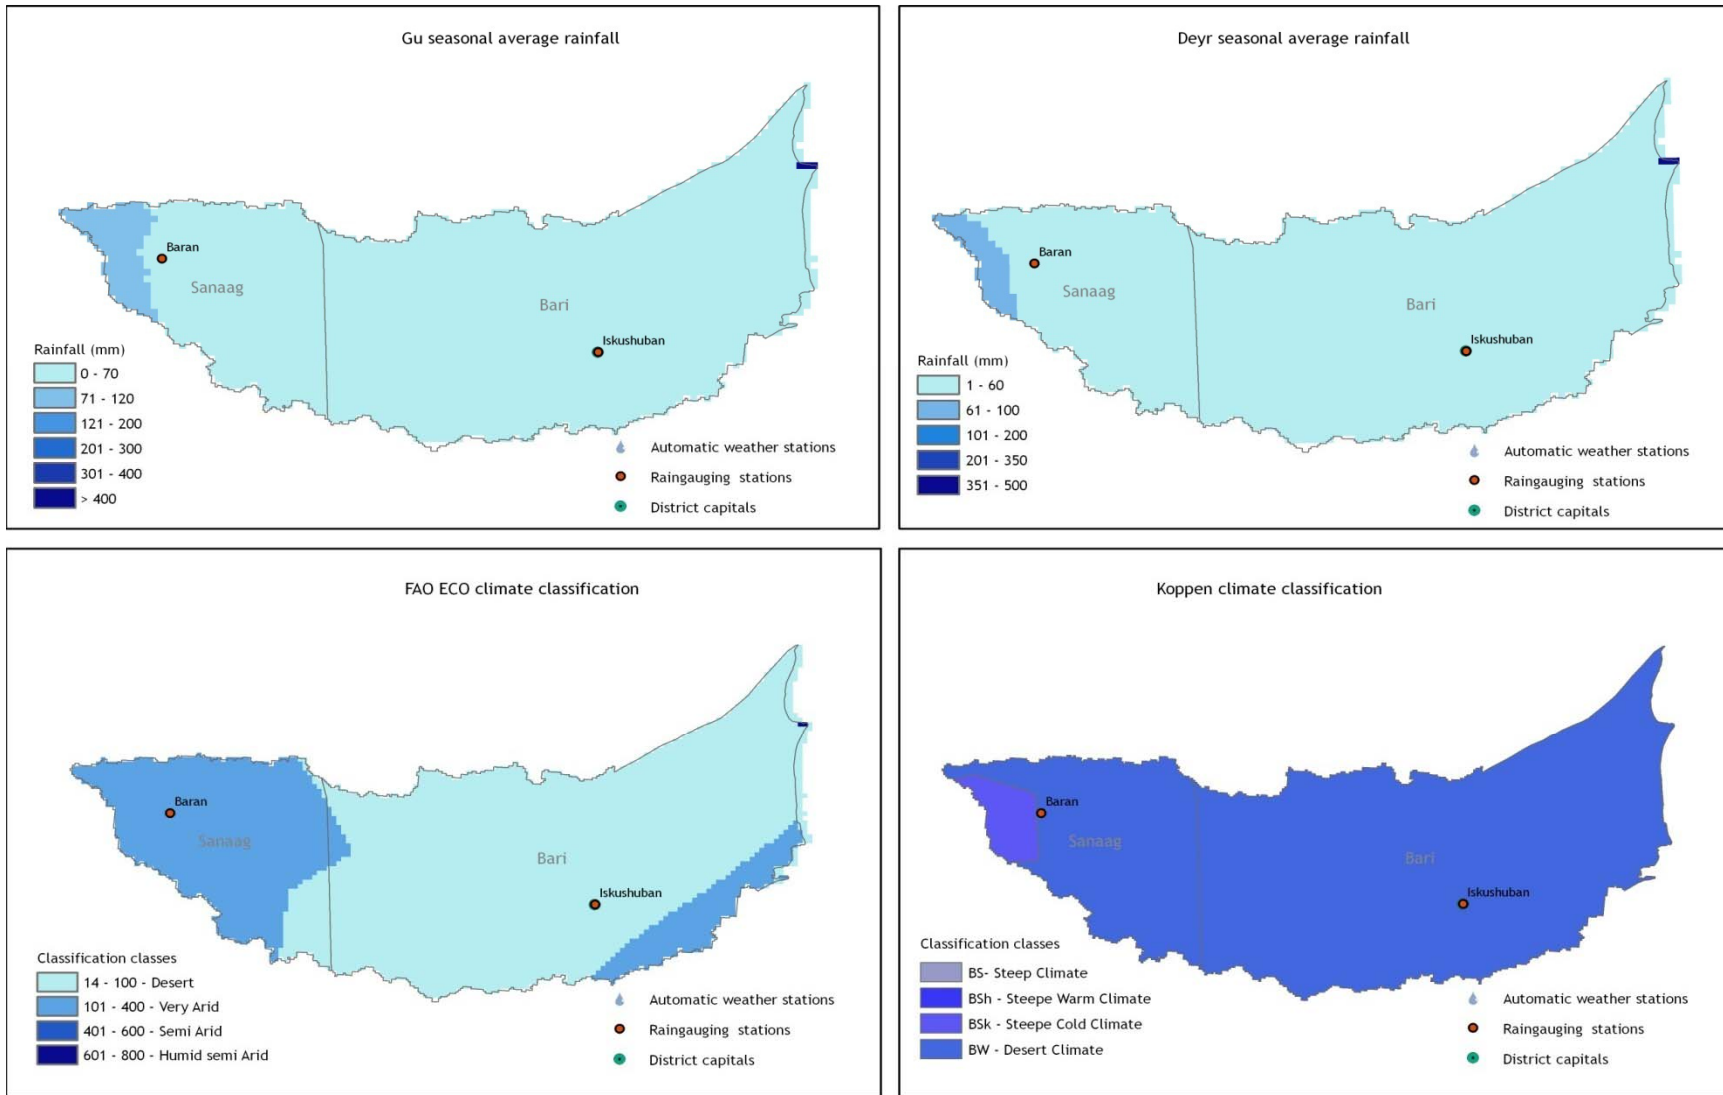 Gu seasonal average rainfall
Baran
Sanaag
Bari
Iskushuban
Rainfall (mm)
0 - 70
71 - 120
121 - 200
201 - 300
301 - 400
> 400
Automatic weather stations
Raingauging stations
District capitals
Deyr seasonal average rainfall
Baran
Sanaag
Bari
Iskushuban
Rainfall (mm)
1 - 60
61 - 100
101 - 200
201 - 350
351 - 500
Automatic weather stations
Raingauging stations
District capitals
FAO ECO climate classification
Baran
Sanaag
Bari
Iskushuban
Classification classes
14 - 100 - Desert
101 - 400 - Very Arid
401 - 600 - Semi Arid
601 - 800 - Humid semi Arid
Automatic weather stations
Raingauging stations
District capitals
Koppen climate classification
Baran
Sanaag
Bari
Iskushuban
Classification classes
BS- Steep Climate
BSh - Steepe Warm Climate
BSk - Steepe Cold Climate
BW - Desert Climate
Automatic weather stations
Raingauging stations
District capitals